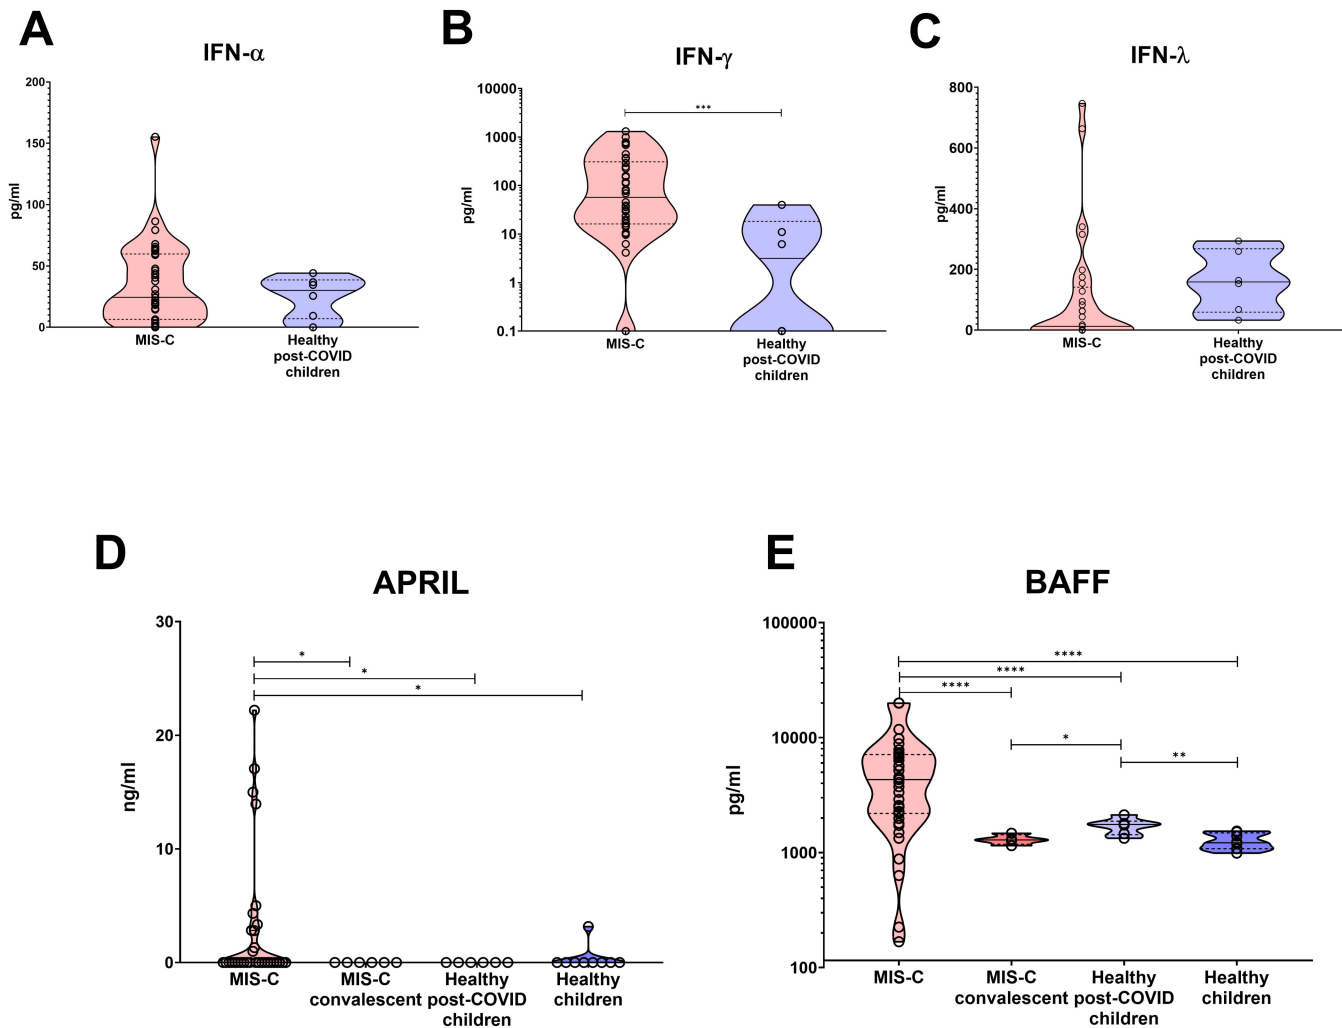 A
IFN-α
pg/ml
200
150
100
50
0
MIS-C
Healthy
post-COVID
children
B
IFN-γ
pg/ml
10000
1000
100
10
1
0.1
***
MIS-C
Healthy
post-COVID
children
C
IFN-λ
pg/ml
800
600
400
200
0
MIS-C
Healthy
post-COVID
children
D
APRIL
ng/ml
30
20
10
0
*
*
*
MIS-C
MIS-C
convalescent
Healthy
post-COVID
children
Healthy
children
E
BAFF
pg/ml
100000
10000
1000
100
****
****
****
*
**
MIS-C
MIS-C
convalescent
Healthy
post-COVID
children
Healthy
children